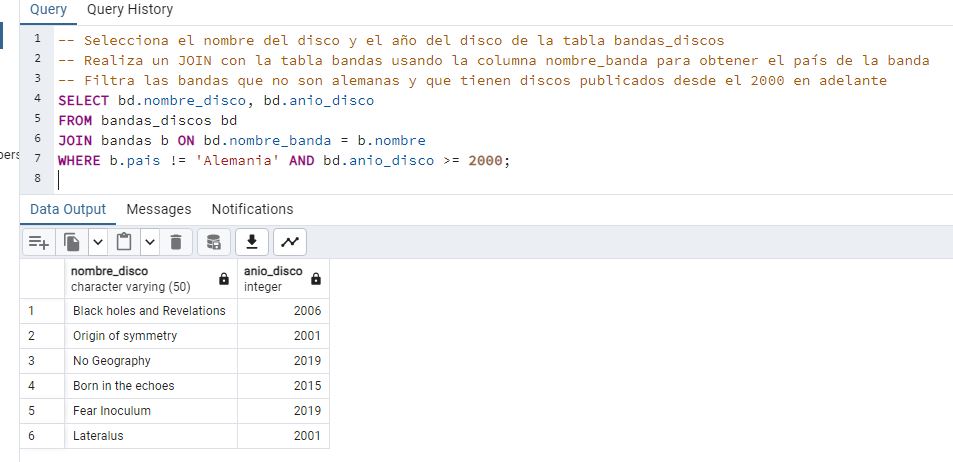 Query Query History
1 -- Selecciona el nombre del disco y el año del disco de la tabla bandas_discos
2 -- Realiza un JOIN con la tabla bandas usando la columna nombre_banda para obtener el país de la banda
3 -- Filtra las bandas que no son alemanas y que tienen discos publicados desde el 2000 en adelante
4 SELECT bd.nombre_disco, bd.anio_disco
5 FROM bandas_discos bd
6 JOIN bandas b ON bd.nombre_banda = b.nombre
7 WHERE b.pais != 'Alemania' AND bd.anio_disco >= 2000;
8
Data Output Messages Notifications
nombre_disco anio_disco
character varying (50) integer
1 Black holes and Revelations 2006
2 Origin of symmetry 2001
3 No Geography 2019
4 Born in the echoes 2015
5 Fear Inoculum 2019
6 Lateralus 2001